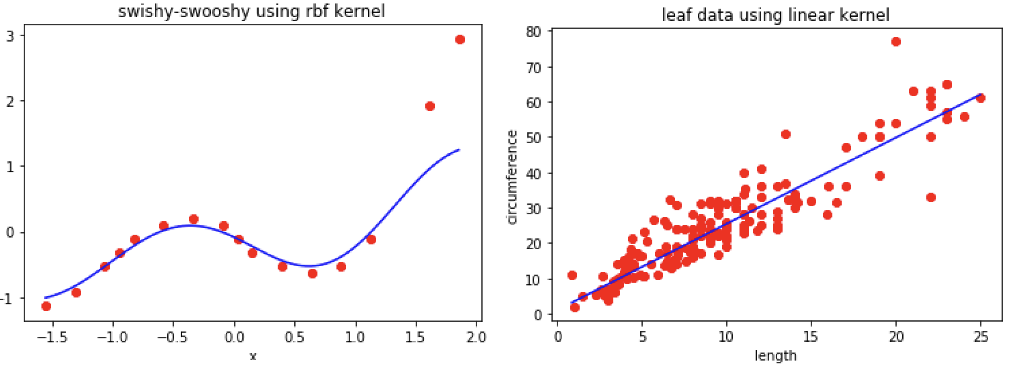 swishy-swooshy using rbf kernel
3
2
1
0
-1
-1.5 -1.0 -0.5 0.0 0.5 1.0 1.5 2.0
x
leaf data using linear kernel
80
70
60
50
40
30
20
10
0
circumference
0 5 10 15 20 25
length